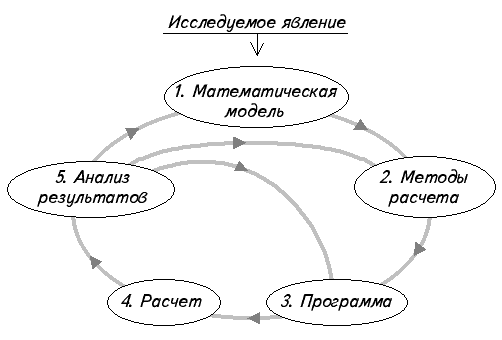 Исследуемое явление
1. Математическая
модель
5. Анализ
результатов
2. Методы
расчета
4. Расчет
3. Программа